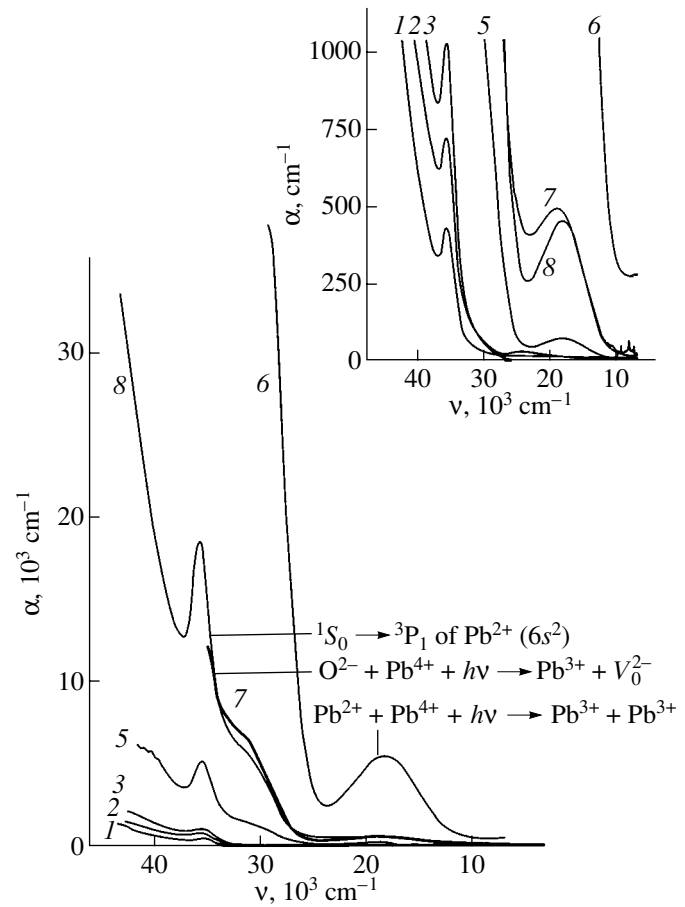 1 2 3 5 6
1000
750
α, cm⁻¹
500
7
8
250
0
40 30 20 10
ν, 10³ cm⁻¹
30
8
6
20
α, 10³ cm⁻¹
¹S₀ → ³P₁ of Pb²⁺ (6s²)
O²⁻ + Pb⁴⁺ + hν → Pb³⁺ + V₀²⁻
10
7
Pb²⁺ + Pb⁴⁺ + hν → Pb³⁺ + Pb³⁺
5
3
2
1
0
40 30 20 10
ν, 10³ cm⁻¹